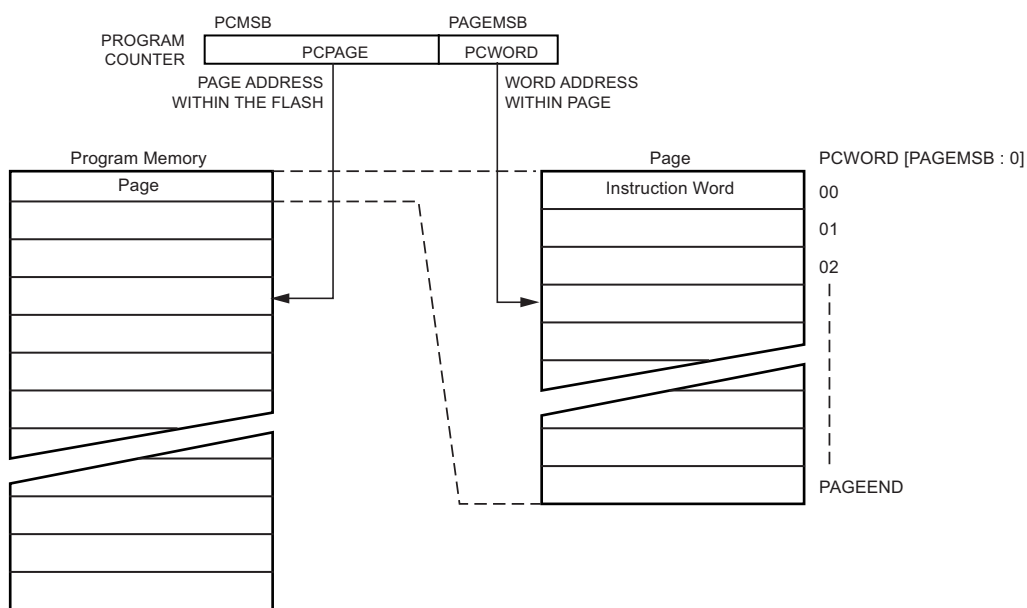 PCMSB
PAGEMSB
PROGRAM
COUNTER
PCPAGE
PCWORD
PAGE ADDRESS
WITHIN THE FLASH
WORD ADDRESS
WITHIN PAGE
Program Memory
Page
PCWORD [PAGEMSB : 0]
Page
Instruction Word
00
01
02
PAGEEND